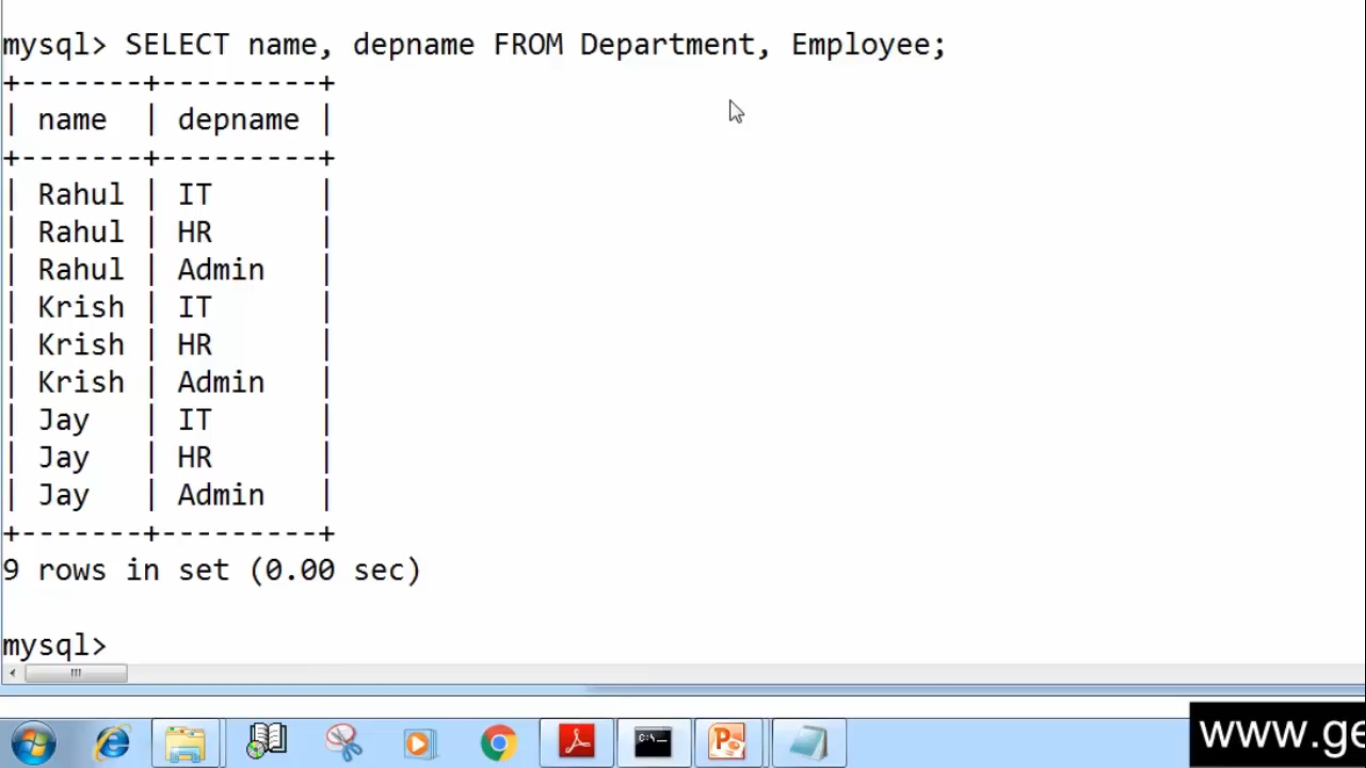 mysql> SELECT name, depname FROM Department, Employee;
+-------+---------+
| name  | depname |
+-------+---------+
| Rahul | IT      |
| Rahul | HR      |
| Rahul | Admin   |
| Krish | IT      |
| Krish | HR      |
| Krish | Admin   |
| Jay   | IT      |
| Jay   | HR      |
| Jay   | Admin   |
+-------+---------+
9 rows in set (0.00 sec)
mysql>
C:\
www.ge